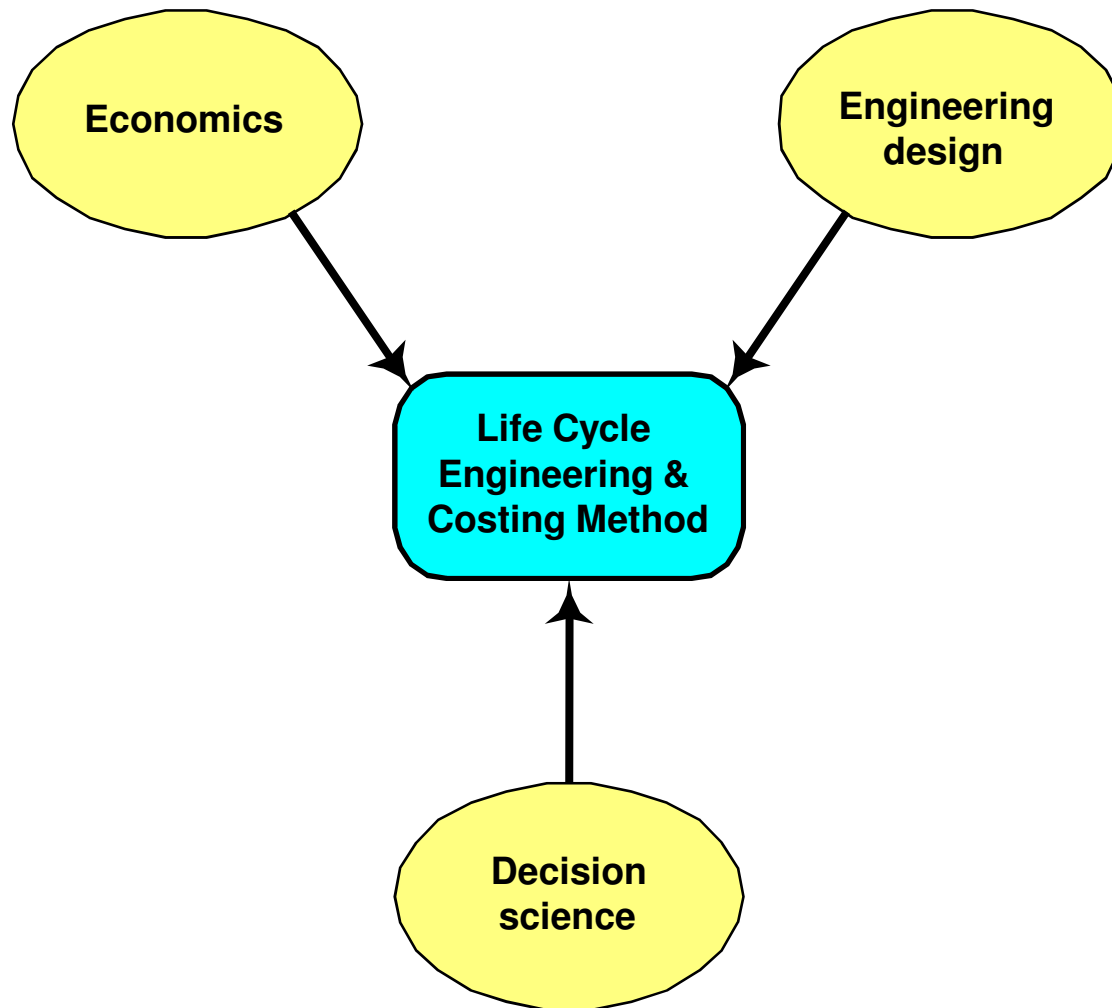 Economics
Engineering
design
Life Cycle
Engineering &
Costing Method
Decision
science